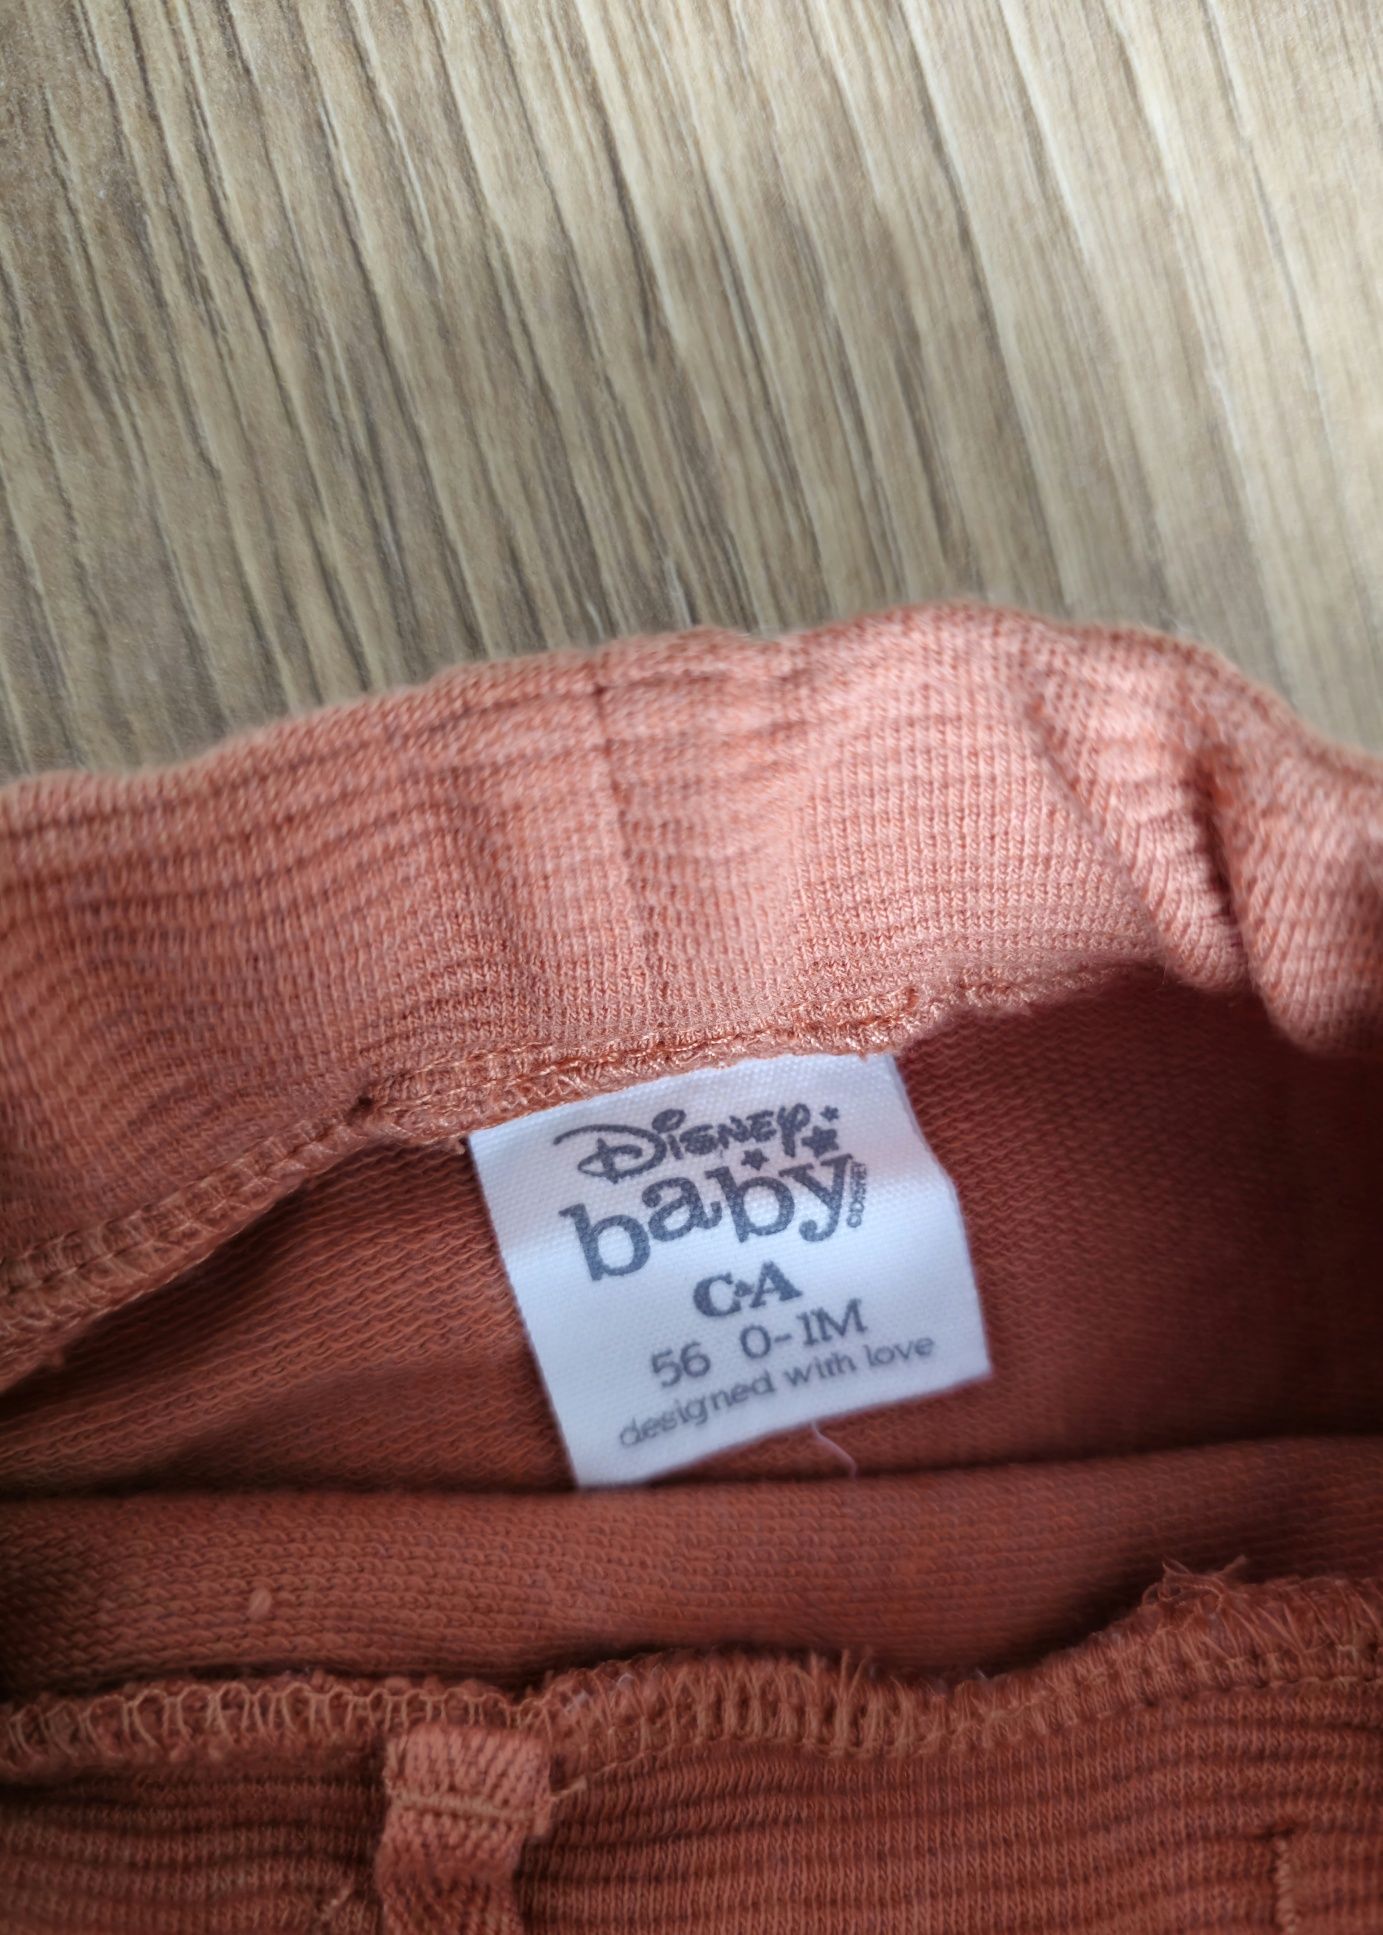 Disney
baby
C&A
56 0-1M
designed with love